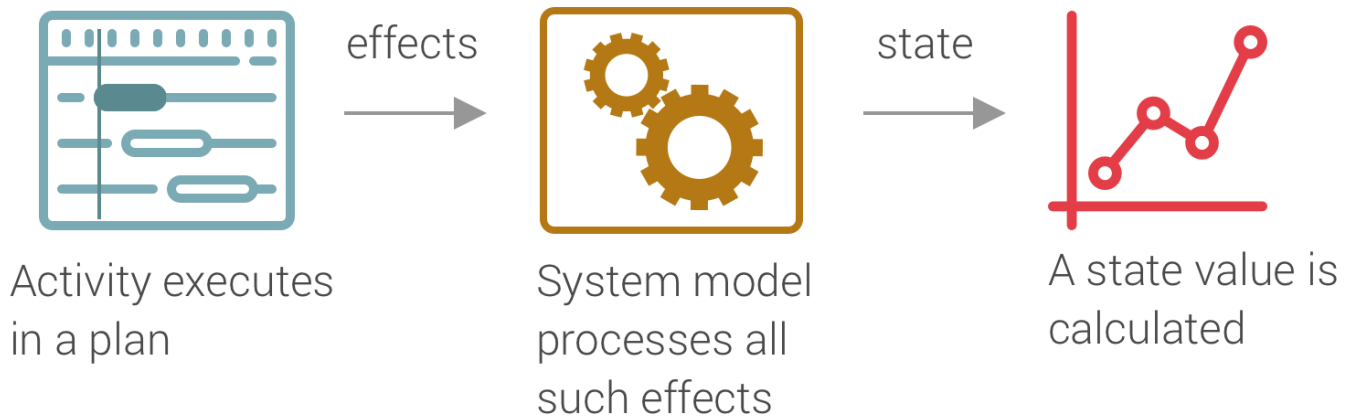 effects
state
Activity executes
in a plan
System model
processes all
such effects
A state value is
calculated